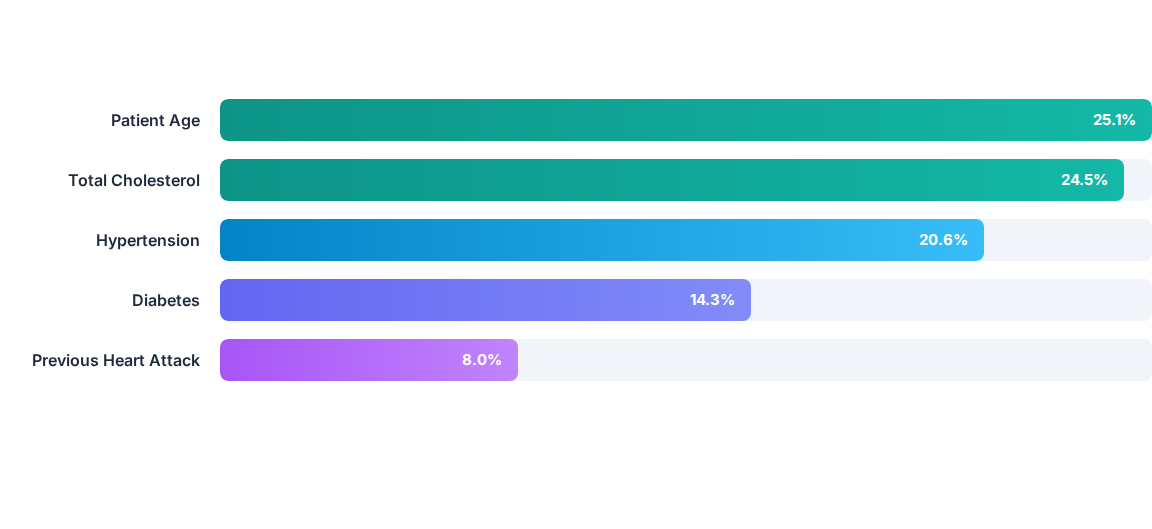 Patient Age 25.1%
Total Cholesterol 24.5%
Hypertension 20.6%
Diabetes 14.3%
Previous Heart Attack 8.0%